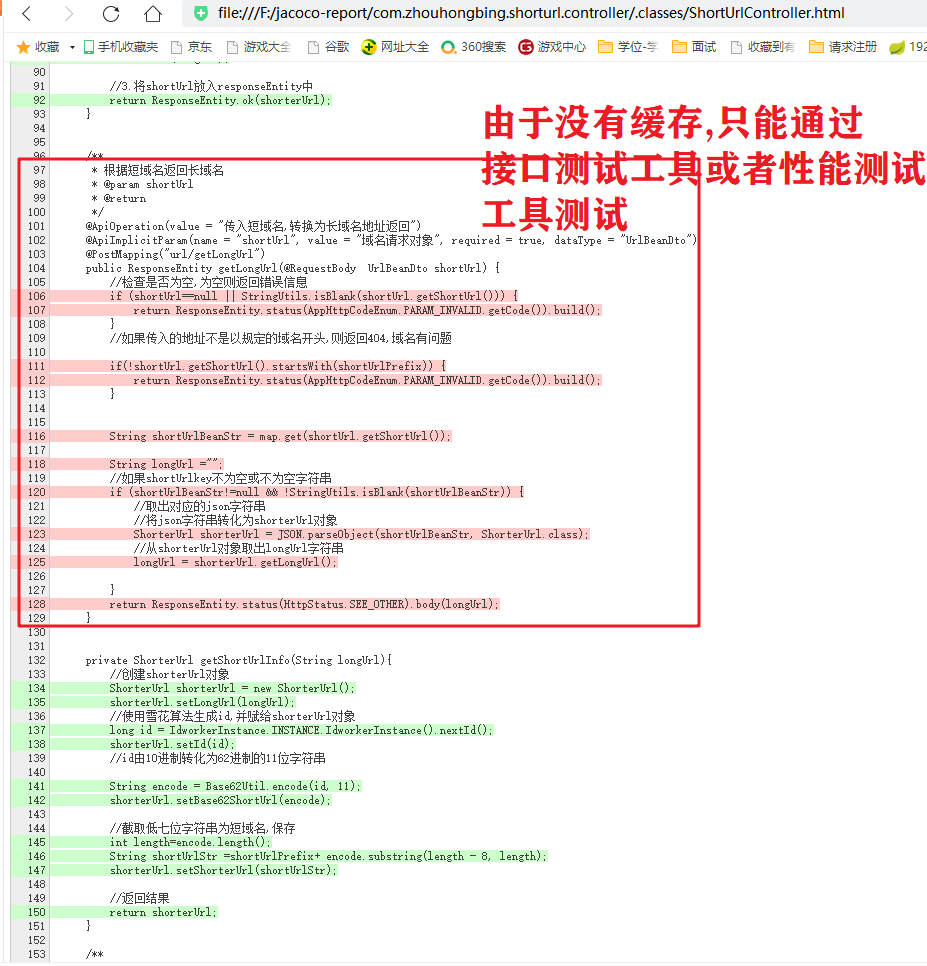 file:///F:/jacoco-report/com.zhouhongbing.shorturl.controller/.classes/ShortUrlController.html
收藏 手机收藏夹 京东 游戏大全 谷歌 网址大全 360搜索 游戏中心 学位-学 面试 收藏到有 请求注册 192
90
91 //3.将shortUrl放入responseEntity中
92 return ResponseEntity.ok(shorterUrl);
93 }
94
95
96 /**
97 * 根据短域名返回长域名
98 * @param shortUrl
99 * @return
100 */
101 @ApiOperation(value = "传入短域名,转换为长域名地址返回")
102 @ApiImplicitParam(name = "shortUrl", value = "域名请求对象", required = true, dataType = "UrlBeanDto")
103 @PostMapping("url/getLongUrl")
104 public ResponseEntity getLongUrl(@RequestBody UrlBeanDto shortUrl) {
105 //检查是否为空,为空则返回错误信息
106 if (shortUrl==null || StringUtils.isBlank(shortUrl.getShortUrl())) {
107 return ResponseEntity.status(AppHttpCodeEnum.PARAM_INVALID.getCode()).build();
108 }
109 //如果传入的地址不是以规定的域名开头,则返回404,域名有问题
110
111 if(!shortUrl.getShortUrl().startsWith(shortUrlPrefix)) {
112 return ResponseEntity.status(AppHttpCodeEnum.PARAM_INVALID.getCode()).build();
113 }
114
115
116 String shortUrlBeanStr = map.get(shortUrl.getShortUrl());
117
118 String longUrl ="";
119 //如果shortUrlkey不为空或不为空字符串
120 if (shortUrlBeanStr!=null && !StringUtils.isBlank(shortUrlBeanStr)) {
121 //取出对应的json字符串
122 //将json字符串转化为shorterUrl对象
123 ShorterUrl shorterUrl = JSON.parseObject(shortUrlBeanStr, ShorterUrl.class);
124 //从shorterUrl对象取出longUrl字符串
125 longUrl = shorterUrl.getLongUrl();
126
127 }
128 return ResponseEntity.status(HttpStatus.SEE_OTHER).body(longUrl);
129 }
130
131
132 private ShorterUrl getShortUrlInfo(String longUrl){
133 //创建shorterUrl对象
134 ShorterUrl shorterUrl = new ShorterUrl();
135 shorterUrl.setLongUrl(longUrl);
136 //使用雪花算法生成id,并赋给shorterUrl对象
137 long id = IdworkerInstance.INSTANCE.IdworkerInstance().nextId();
138 shorterUrl.setId(id);
139 //id由10进制转化为62进制的11位字符串
140
141 String encode = Base62Util.encode(id, 11);
142 shorterUrl.setBase62ShortUrl(encode);
143
144 //截取低七位字符串为短域名,保存
145 int length=encode.length();
146 String shortUrlStr =shortUrlPrefix+ encode.substring(length - 8, length);
147 shorterUrl.setShorterUrl(shortUrlStr);
148
149 //返回结果
150 return shorterUrl;
151 }
152
153 /**
由于没有缓存,只能通过
接口测试工具或者性能测试
工具测试